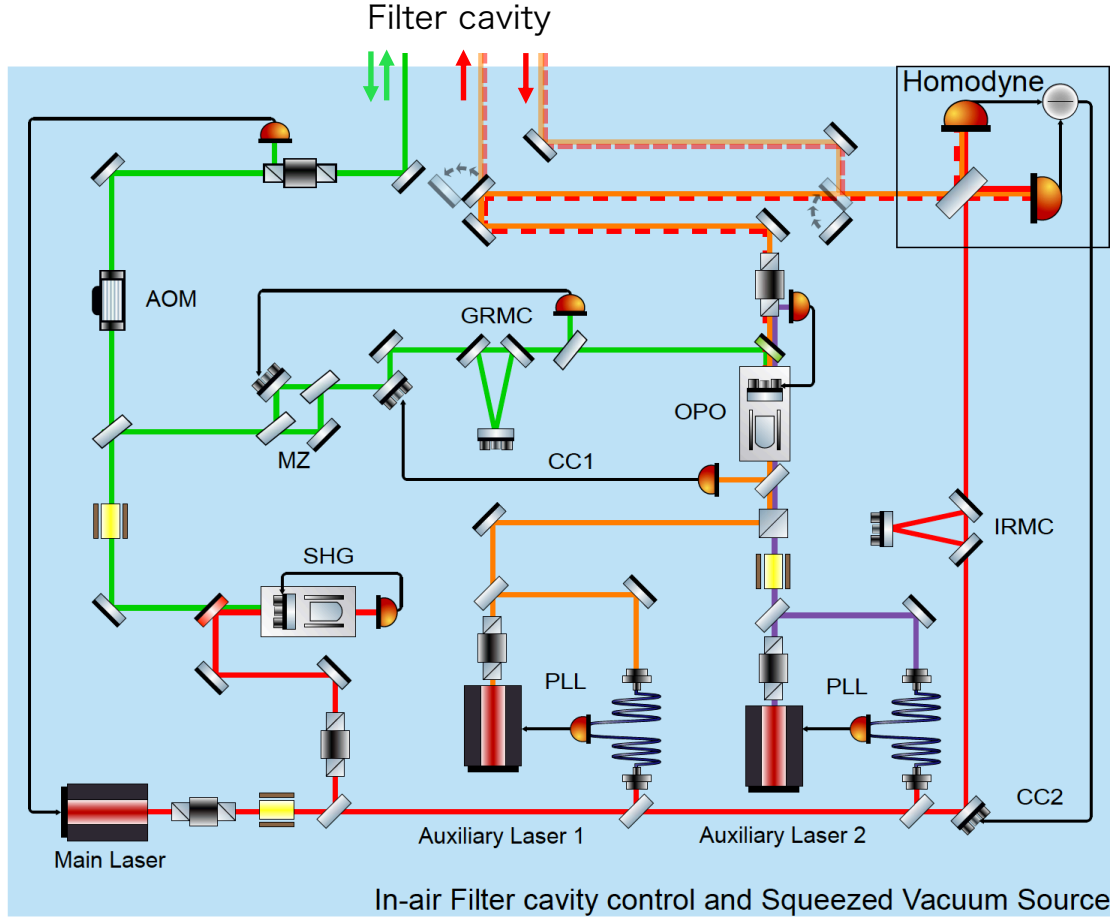 Filter cavity
Homodyne
AOM
GRMC
OPO
MZ
CC1
IRMC
SHG
PLL
PLL
CC2
Auxiliary Laser 1
Auxiliary Laser 2
Main Laser
In-air Filter cavity control and Squeezed Vacuum Source